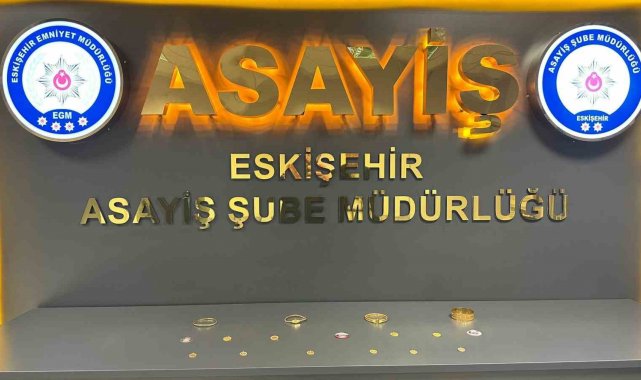 ESKİŞEHİR EMNİYET MÜDÜRLÜĞÜ
EGM
ASAYİŞ
ASAYİŞ ŞUBE MÜDÜRLÜĞÜ
ESKİŞEHİR
ESKİŞEHİR
ASAYİŞ ŞUBE MÜDÜRLÜĞÜ